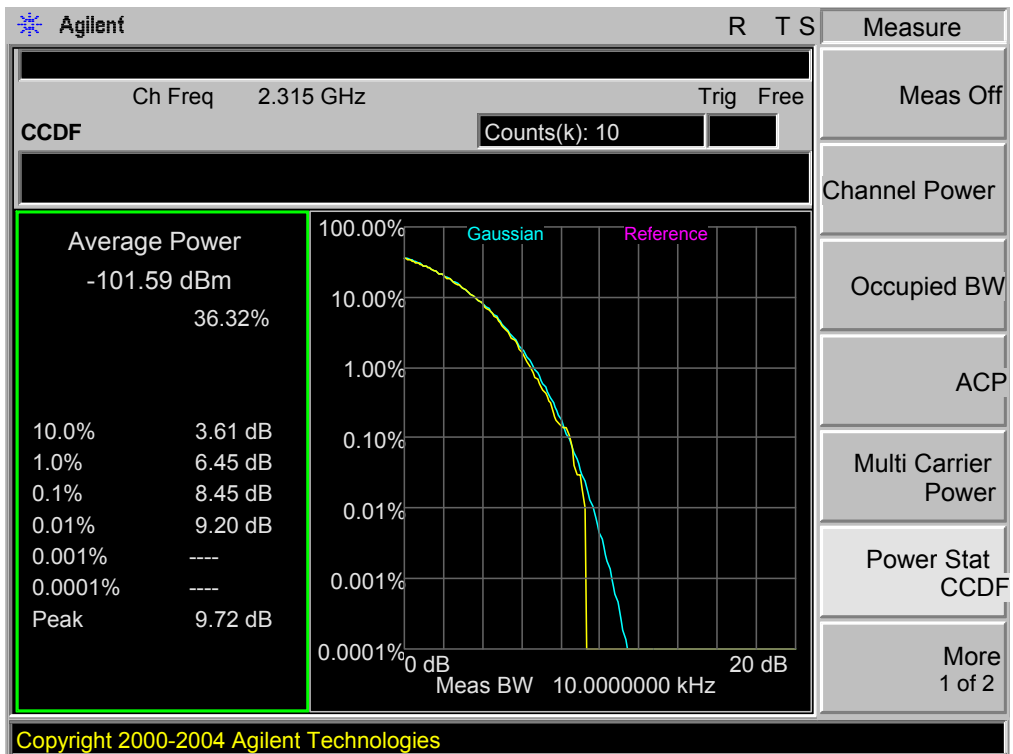 Agilent R T S
Ch Freq 2.315 GHz Trig Free
CCDF Counts(k): 10
Average Power
-101.59 dBm
36.32%
10.0% 3.61 dB
1.0% 6.45 dB
0.1% 8.45 dB
0.01% 9.20 dB
0.001% ----
0.0001% ----
Peak 9.72 dB
Gaussian Reference
100.00%
10.00%
1.00%
0.10%
0.01%
0.001%
0.0001%
0 dB 20 dB
Meas BW 10.0000000 kHz
Measure
Meas Off
Channel Power
Occupied BW
ACP
Multi Carrier
Power
Power Stat
CCDF
More
1 of 2
Copyright 2000-2004 Agilent Technologies